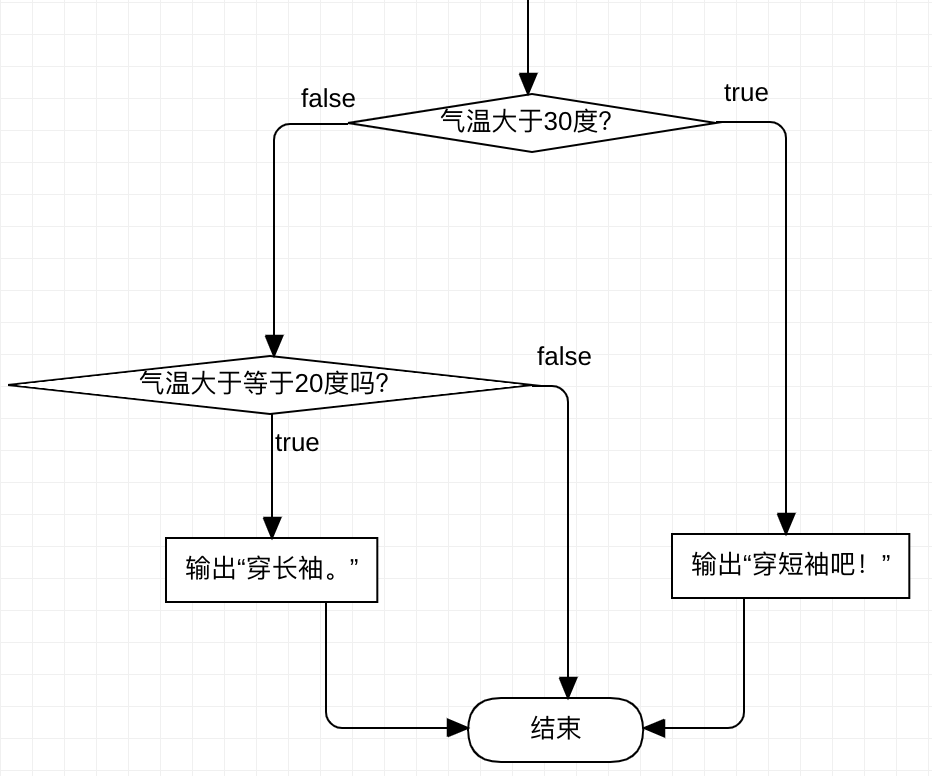 false
true
气温大于30度?
false
气温大于等于20度吗?
true
输出“穿长袖。”
输出“穿短袖吧！”
结束